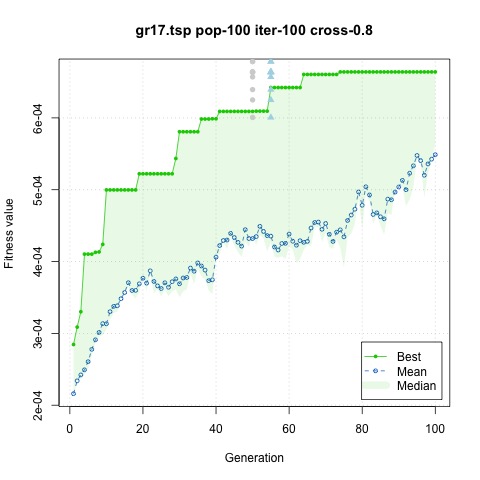 gr17.tsp pop-100 iter-100 cross-0.8
Fitness value
6e-04
5e-04
4e-04
3e-04
2e-04
Best
Mean
Median
0 20 40 60 80 100
Generation